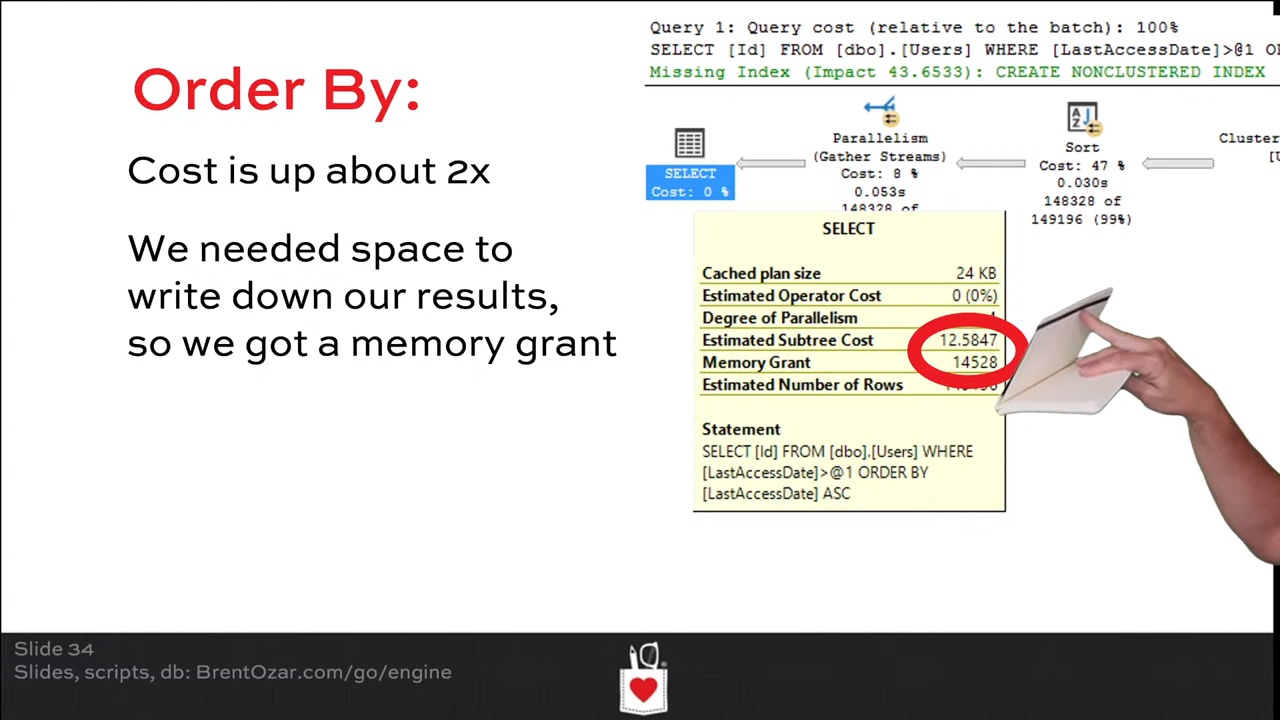 Order By:
Cost is up about 2x
We needed space to
write down our results,
so we got a memory grant
Query 1: Query cost (relative to the batch): 100%
SELECT [Id] FROM [dbo].[Users] WHERE [LastAccessDate]>@1
Missing Index (Impact 43.6533): CREATE NONCLUSTERED INDEX
SELECT
Cost: 0 %
Parallelism
(Gather Streams)
Cost: 8 %
0.053s
148328 of
Sort
Cost: 47 %
0.030s
148328 of
149196 (99%)
SELECT
Cached plan size 24 KB
Estimated Operator Cost 0 (0%)
Degree of Parallelism
Estimated Subtree Cost 12.5847
Memory Grant 14528
Estimated Number of Rows
Statement
SELECT [Id] FROM [dbo].[Users] WHERE
[LastAccessDate]>@1 ORDER BY
[LastAccessDate] ASC
Slide 34
Slides, scripts, db: BrentOzar.com/go/engine